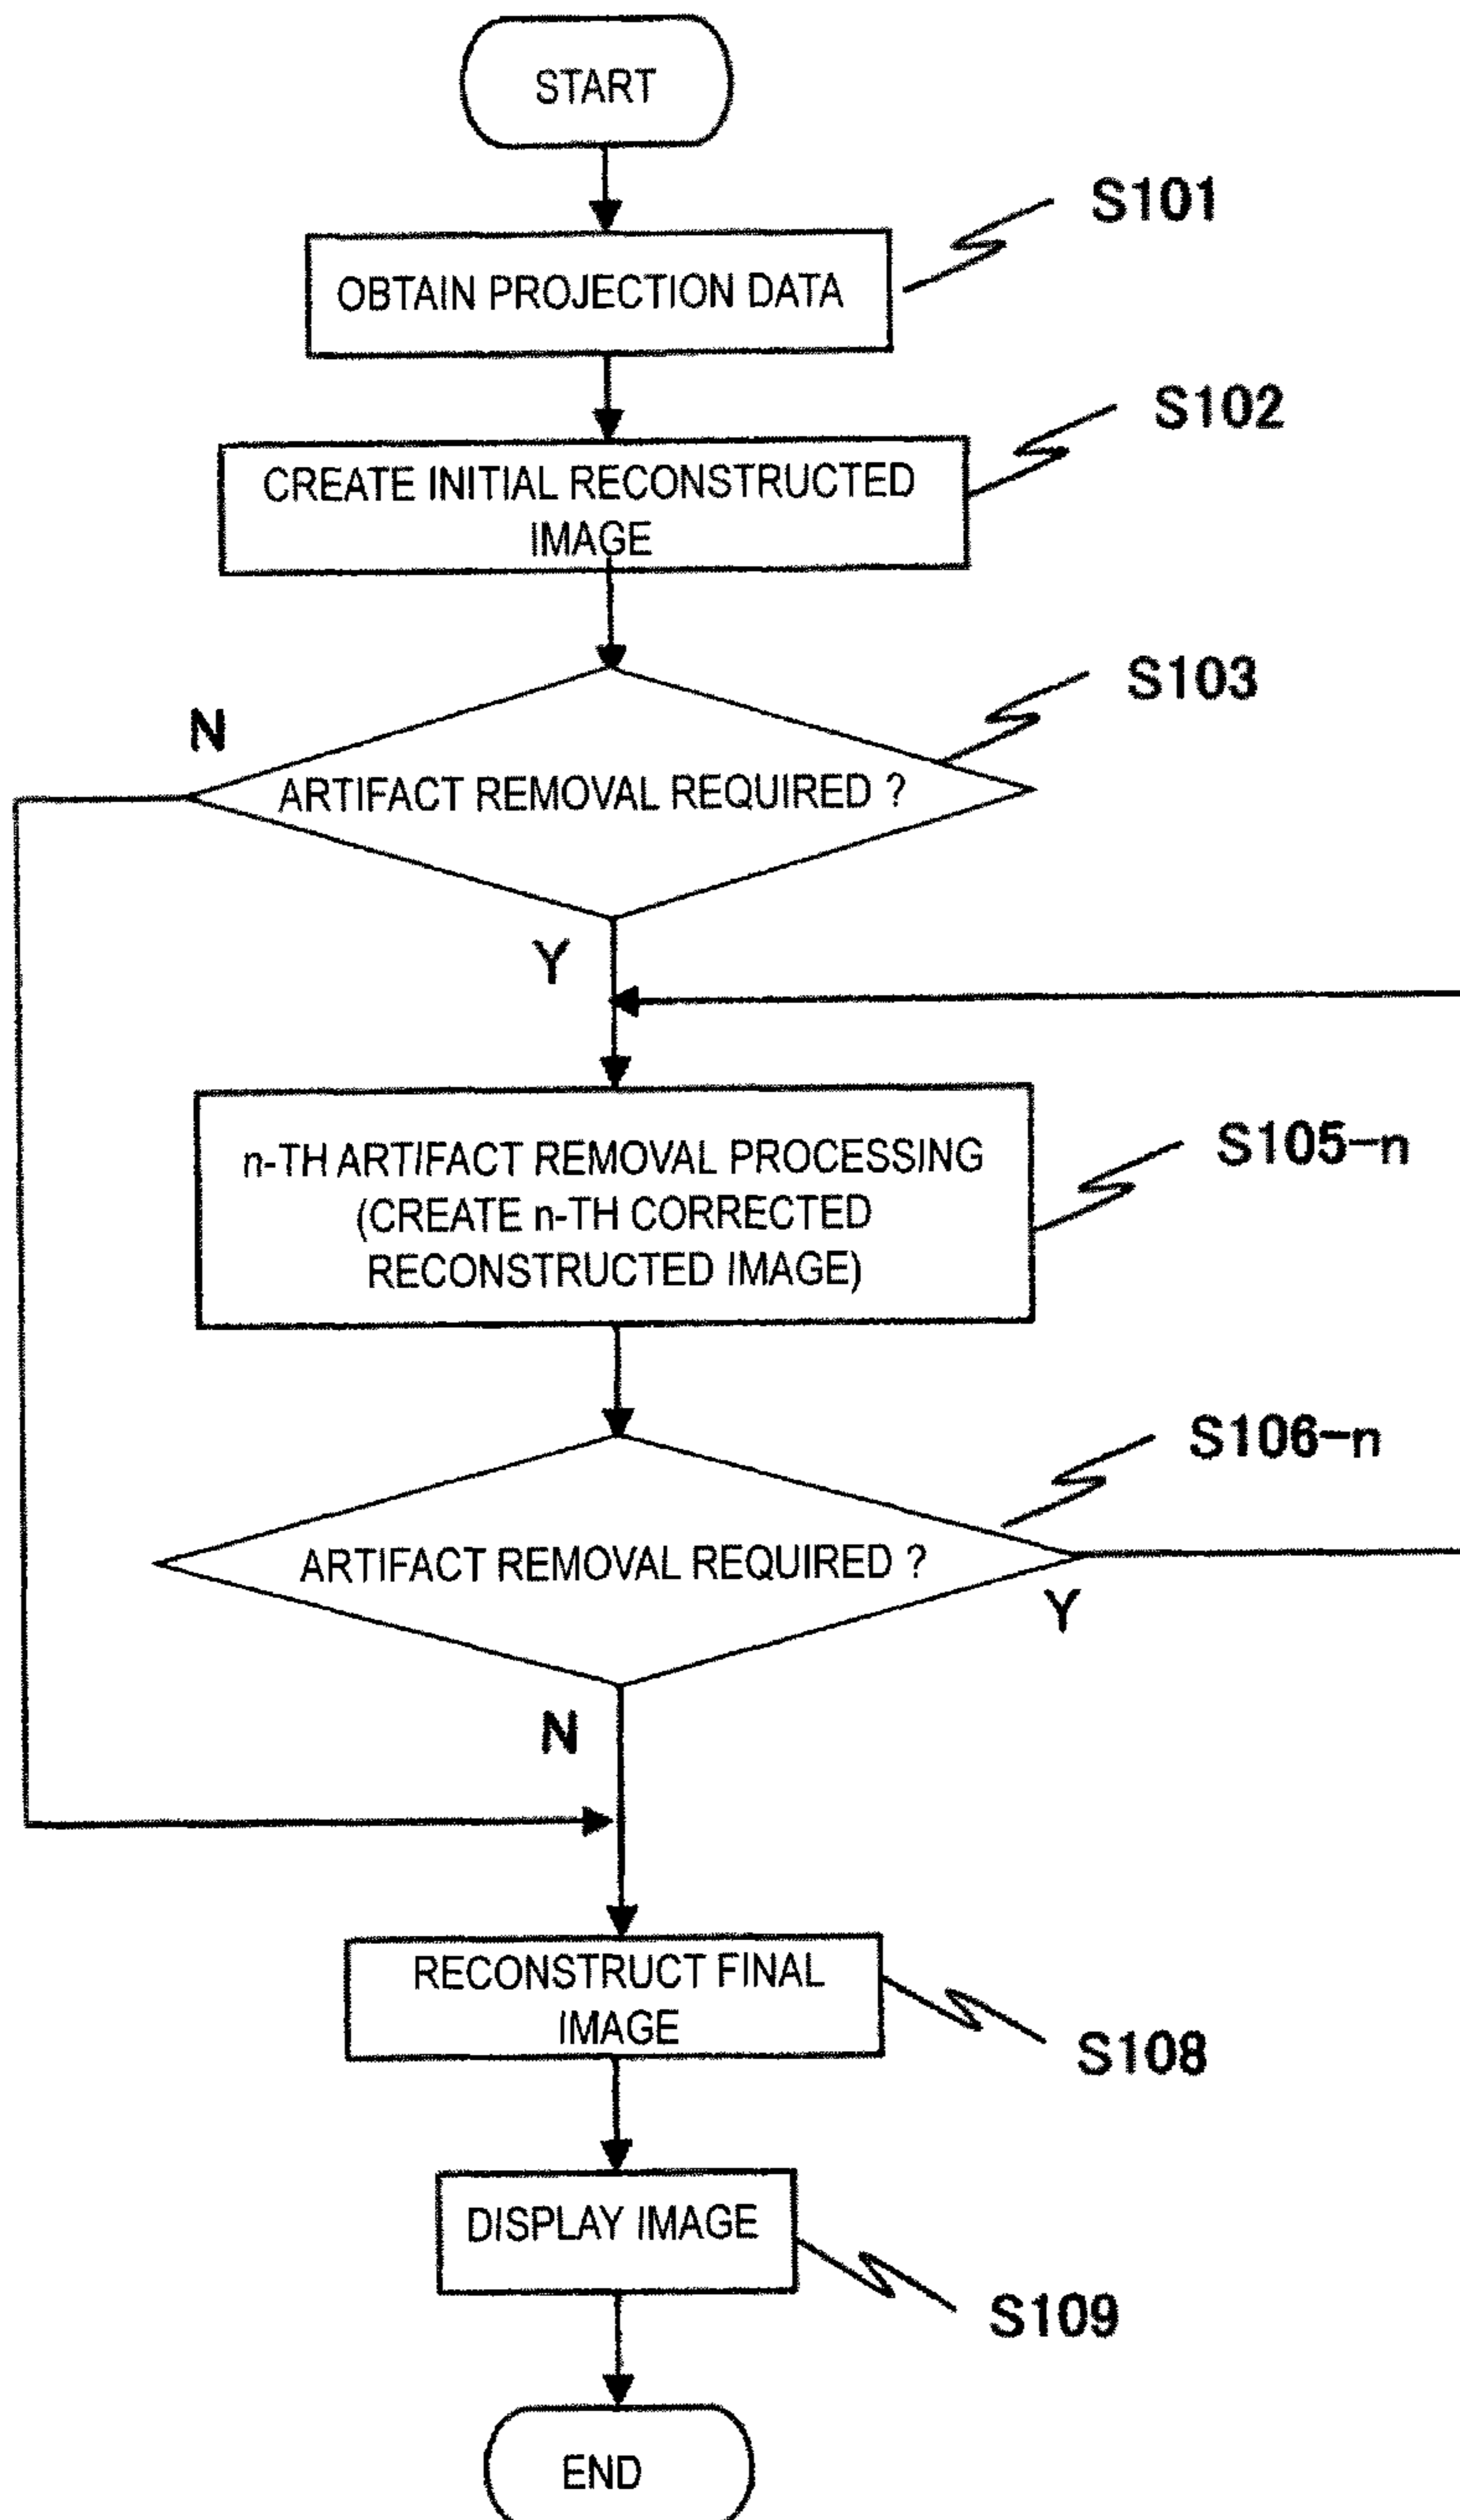 START
S101
OBTAIN PROJECTION DATA
S102
CREATE INITIAL RECONSTRUCTED
IMAGE
S103
N
ARTIFACT REMOVAL REQUIRED ?
Y
n-TH ARTIFACT REMOVAL PROCESSING
(CREATE n-TH CORRECTED
RECONSTRUCTED IMAGE)
S105-n
S106-n
ARTIFACT REMOVAL REQUIRED ?
Y
N
RECONSTRUCT FINAL
IMAGE
S108
DISPLAY IMAGE
S109
END